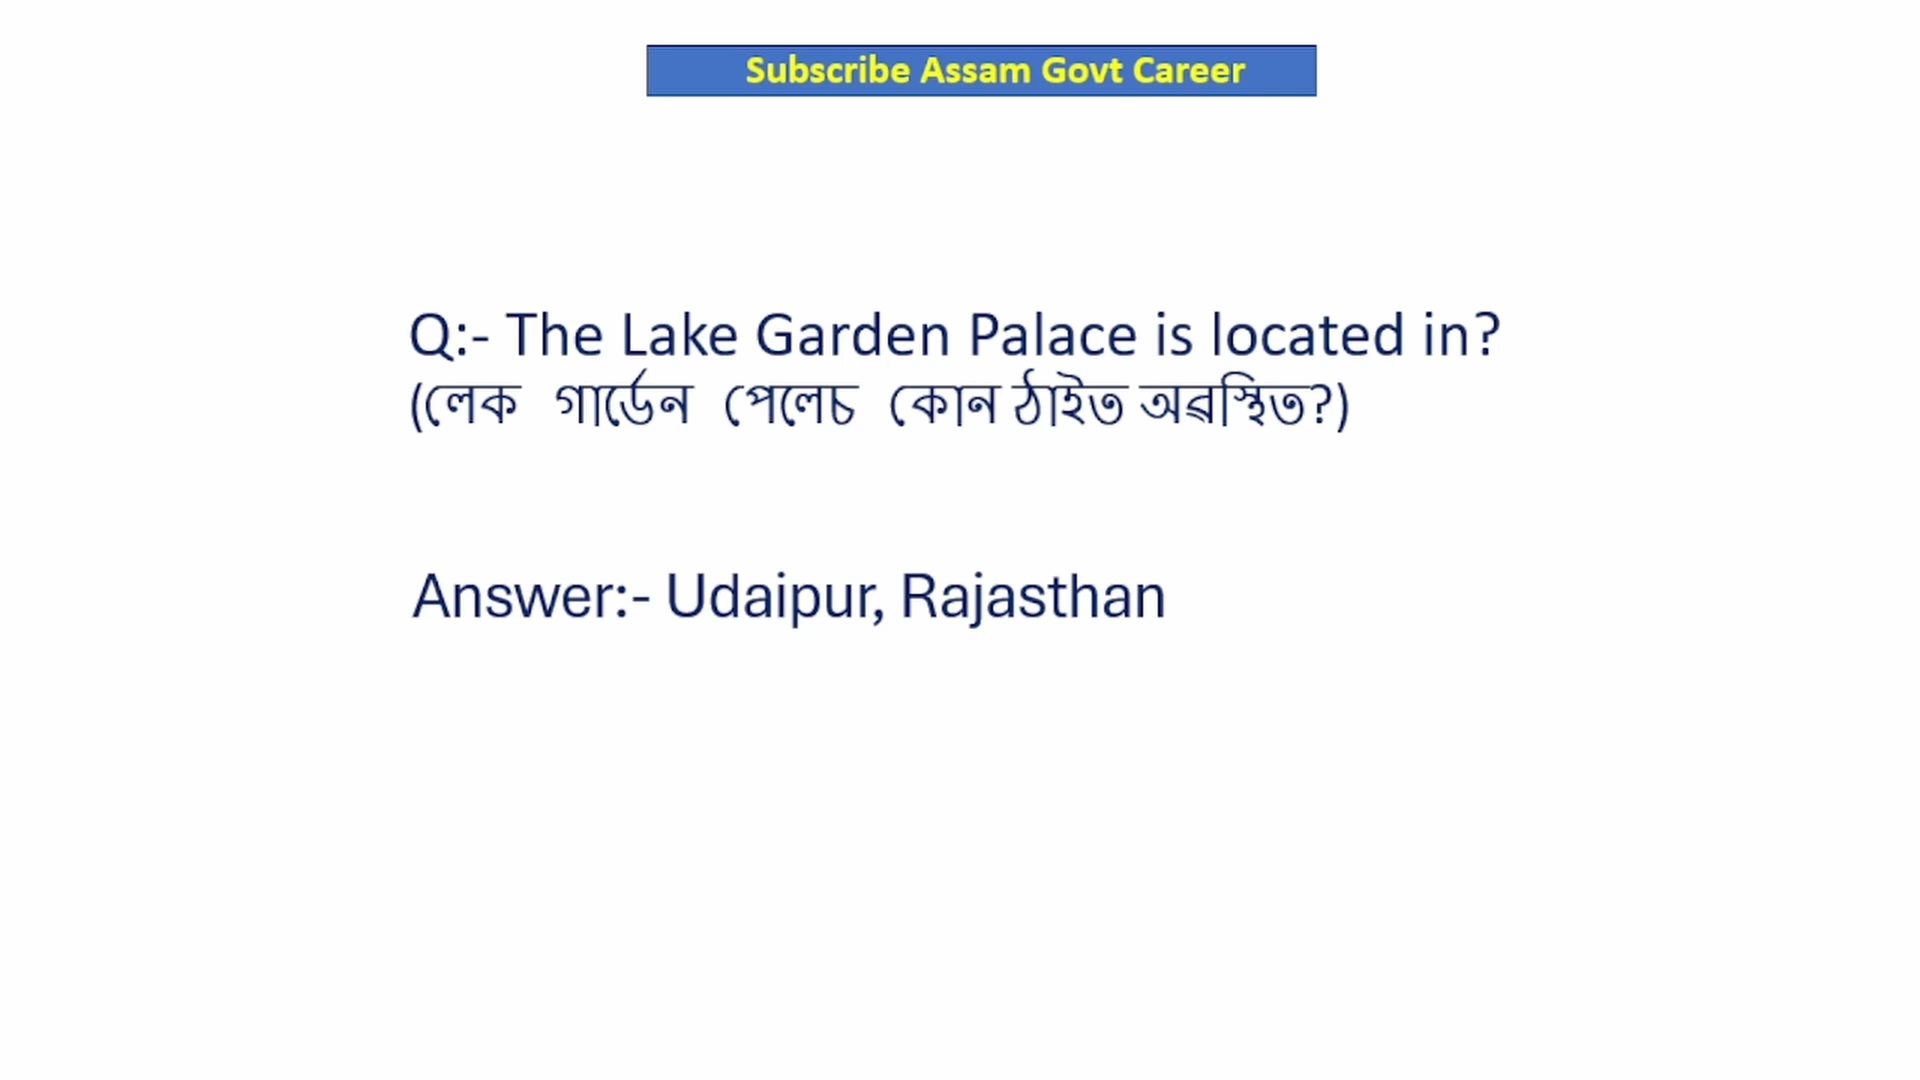 Subscribe Assam Govt Career
Q:- The Lake Garden Palace is located in?
(লেক গার্ডেন পেলেচ কোন ঠাইত অৱস্থিত?)
Answer:- Udaipur, Rajasthan